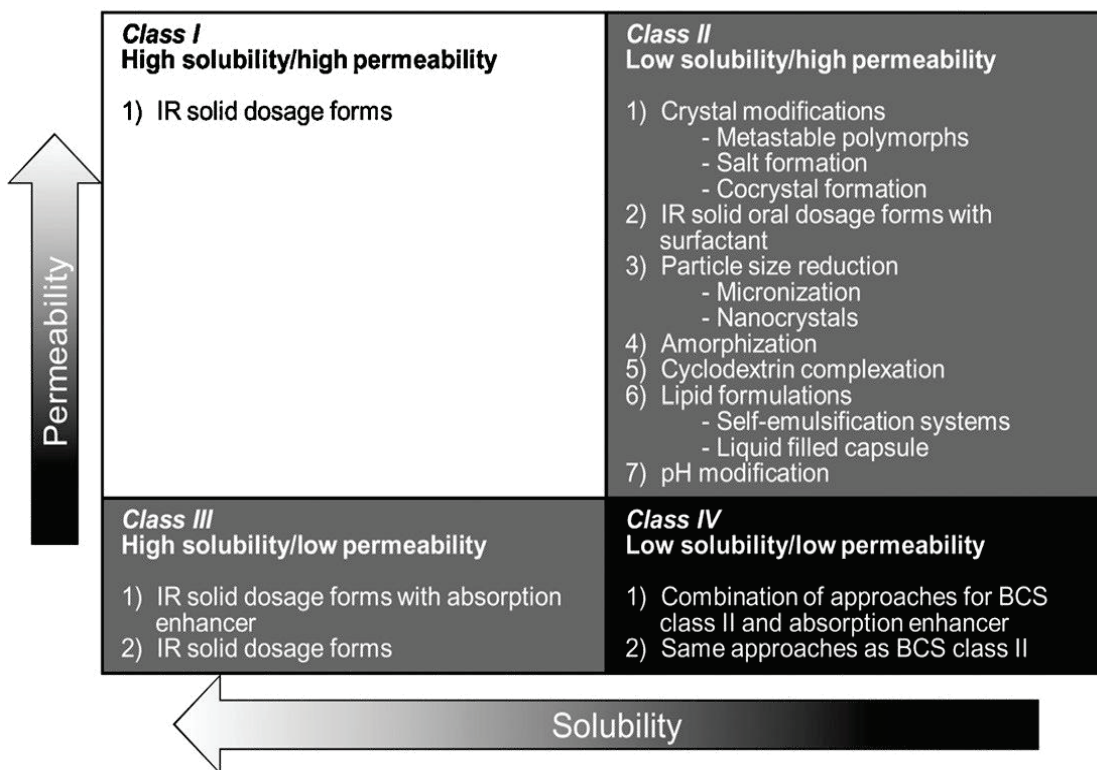 Class I
High solubility/high permeability
1) IR solid dosage forms
Class II
Low solubility/high permeability
1) Crystal modifications
- Metastable polymorphs
- Salt formation
- Cocrystal formation
2) IR solid oral dosage forms with
surfactant
3) Particle size reduction
- Micronization
- Nanocrystals
4) Amorphization
5) Cyclodextrin complexation
6) Lipid formulations
- Self-emulsification systems
- Liquid filled capsule
7) pH modification
Permeability
Class III
High solubility/low permeability
1) IR solid dosage forms with absorption
enhancer
2) IR solid dosage forms
Class IV
Low solubility/low permeability
1) Combination of approaches for BCS
class II and absorption enhancer
2) Same approaches as BCS class II
Solubility